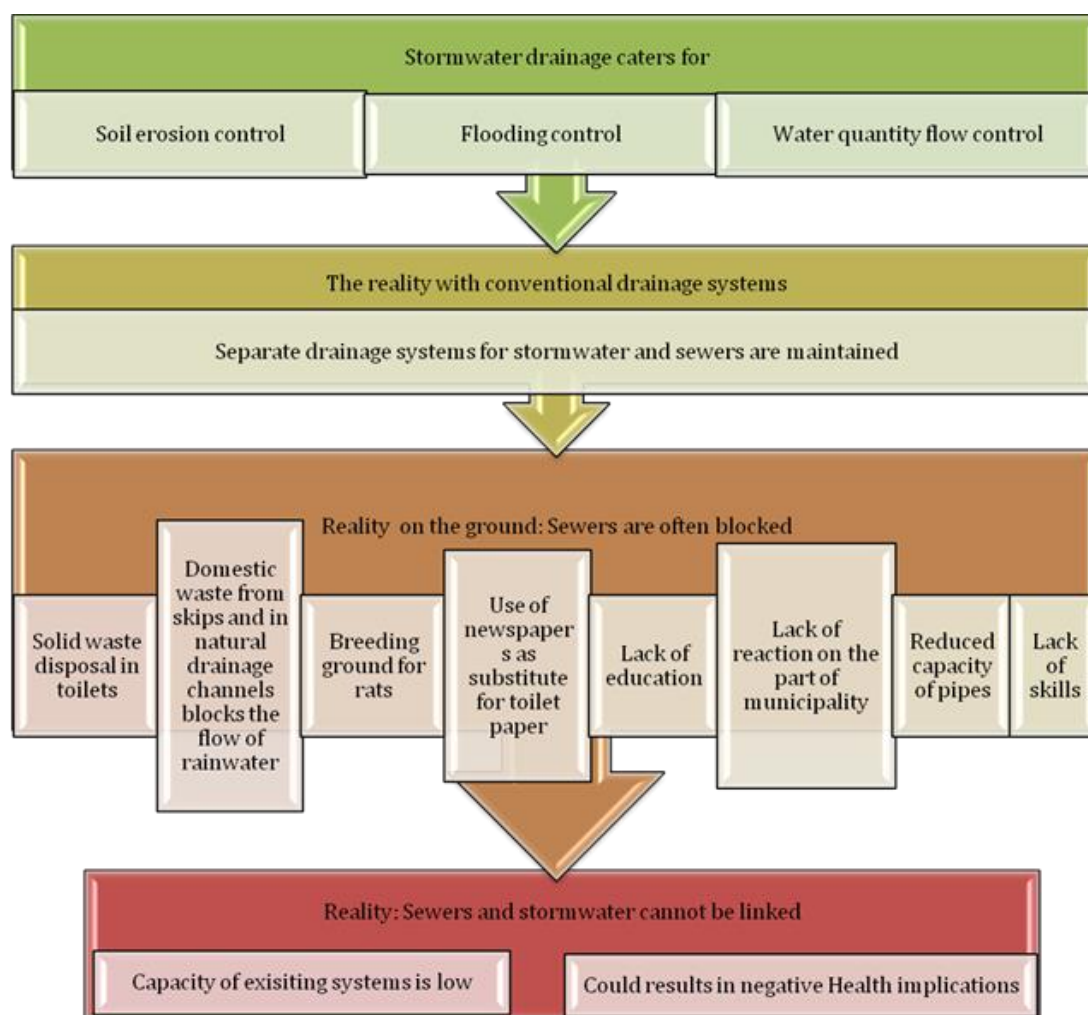 Stormwater drainage caters for
Soil erosion control
Flooding control
Water quantity flow control
The reality with conventional drainage systems
Separate drainage systems for stormwater and sewers are maintained
Reality on the ground: Sewers are often blocked
Solid waste
disposal in
toilets
Domestic
waste from
skips and in
natural
drainage
channels
blocks the
flow of
rainwater
Breeding
ground for
rats
Use of
newspaper
s as
substitute
for toilet
paper
Lack of
education
Lack of
reaction on the
part of
municipality
Reduced
capacity
of pipes
Lack
of
skills
Reality: Sewers and stormwater cannot be linked
Capacity of exisiting systems is low
Could results in negative Health implications